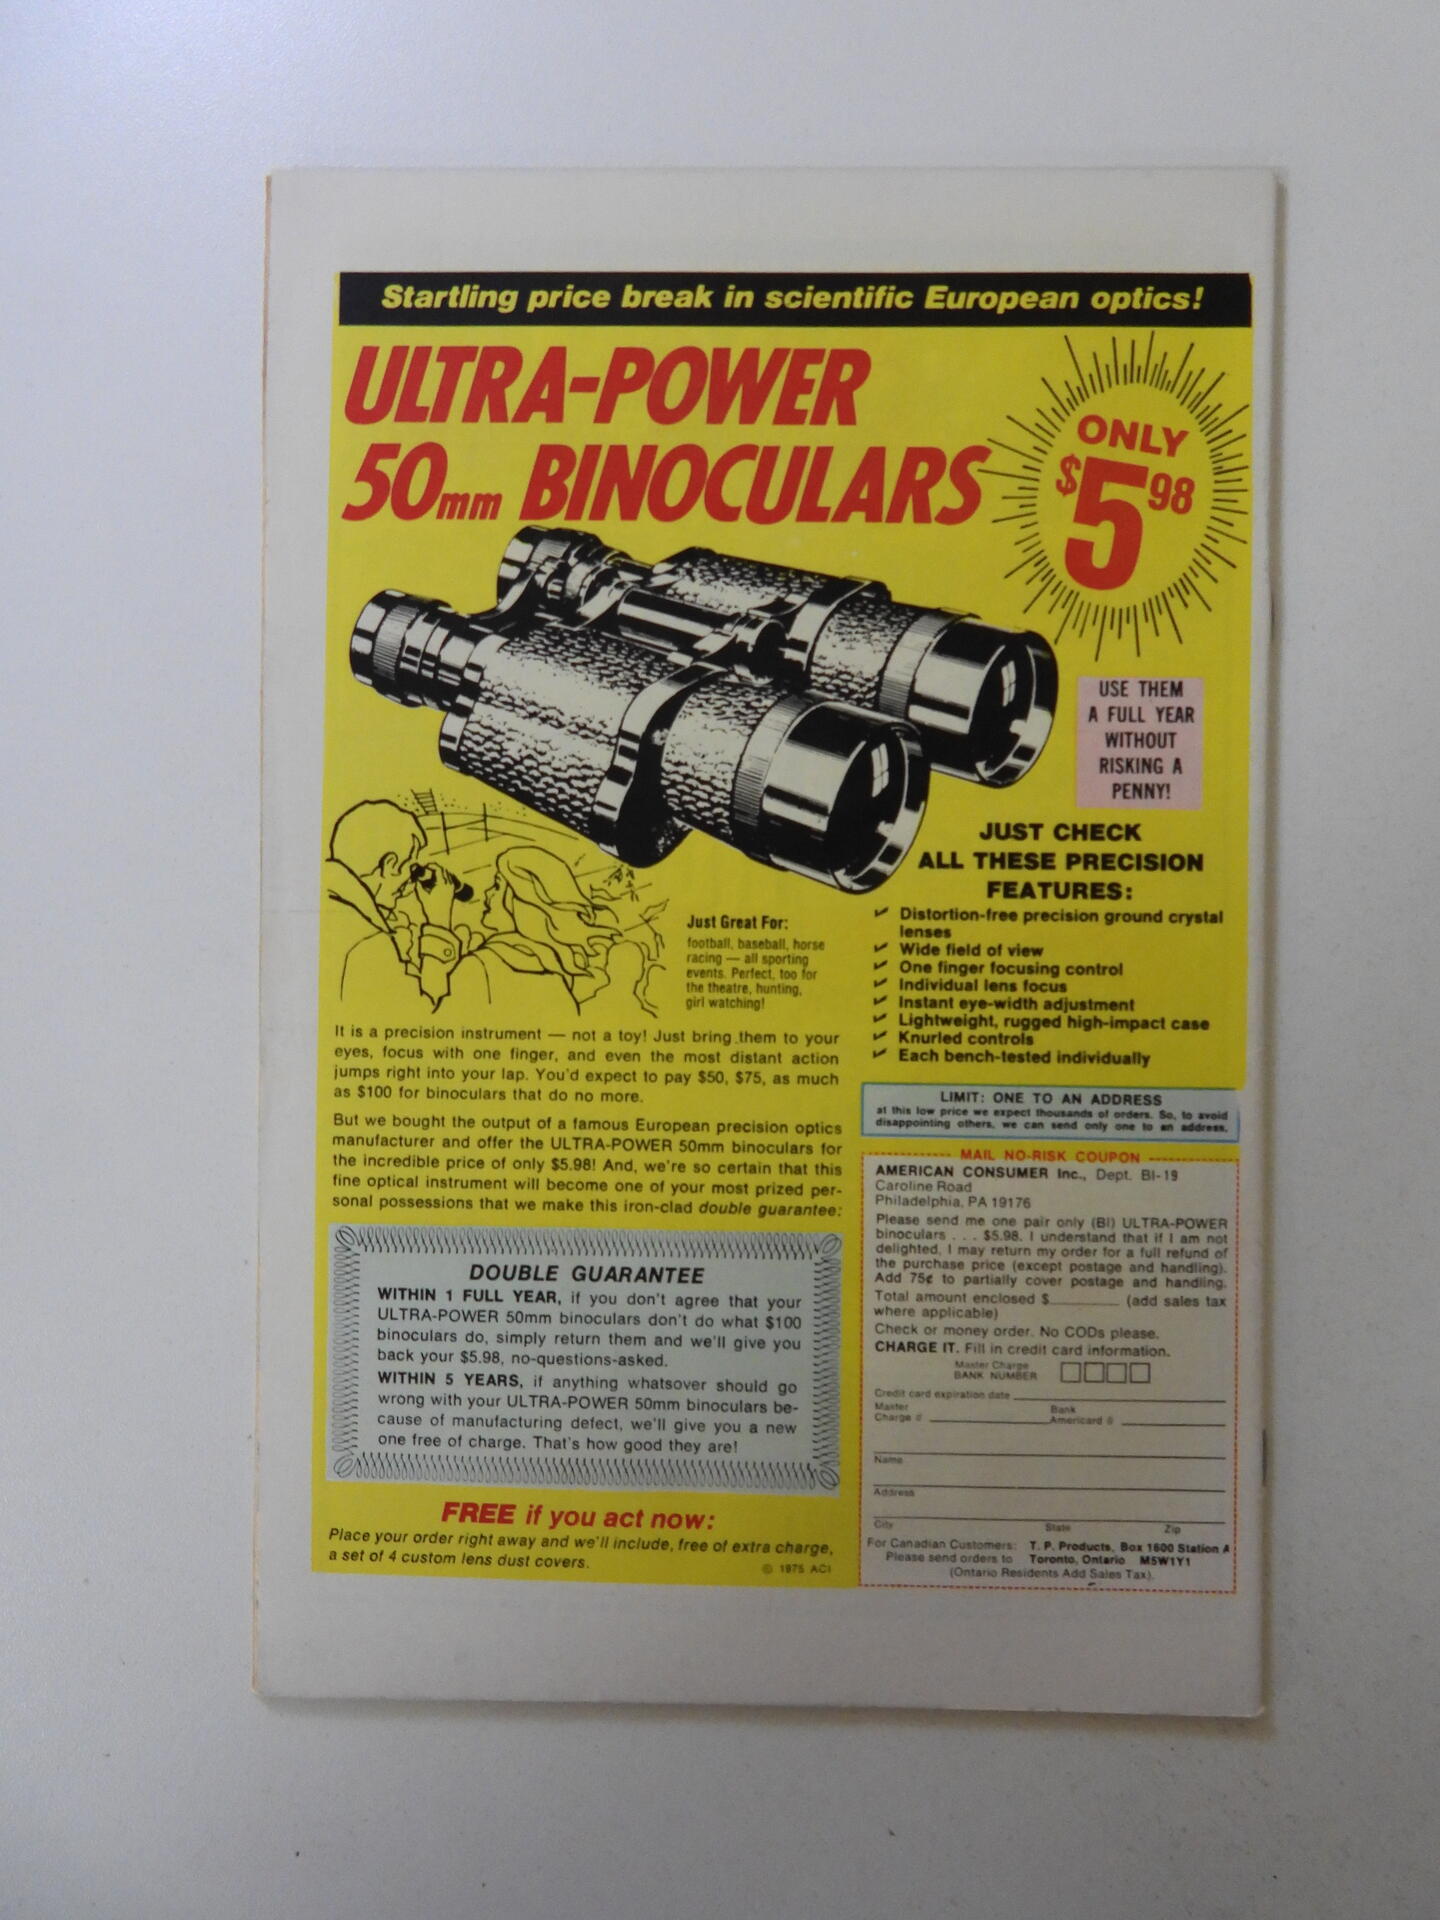 Startling price break in scientific European optics!
ULTRA-POWER
50mm BINOCULARS
ONLY
$5 98
USE THEM
A FULL YEAR
WITHOUT
RISKING A
PENNY!
JUST CHECK
ALL THESE PRECISION
FEATURES:
Distortion-free precision ground crystal
lenses
Wide field of view
One finger focusing control
Individual lens focus
Instant eye-width adjustment
Lightweight, rugged high-impact case
Knurled controls
Each bench-tested individually
Just Great For:
football, baseball, horse
racing — all sporting
events. Perfect, too for
the theatre, hunting,
girl watching!
It is a precision instrument — not a toy! Just bring them to your
eyes, focus with one finger, and even the most distant action
jumps right into your lap. You'd expect to pay $50, $75, as much
as $100 for binoculars that do no more.
But we bought the output of a famous European precision optics
manufacturer and offer the ULTRA-POWER 50mm binoculars for
the incredible price of only $5.98! And, we're so certain that this
fine optical instrument will become one of your most prized per-
sonal possessions that we make this iron-clad double guarantee:
DOUBLE GUARANTEE
WITHIN 1 FULL YEAR, if you don't agree that your
ULTRA-POWER 50mm binoculars don't do what $100
binoculars do, simply return them and we'll give you
back your $5.98, no-questions-asked.
WITHIN 5 YEARS, if anything whatsover should go
wrong with your ULTRA-POWER 50mm binoculars be-
cause of manufacturing defect, we'll give you a new
one free of charge. That's how good they are!
FREE if you act now:
Place your order right away and we'll include, free of extra charge,
a set of 4 custom lens dust covers.
© 1975 ACI
LIMIT: ONE TO AN ADDRESS
at this low price we expect thousands of orders. So, to avoid
disappointing others, we can send only one to an address.
MAIL NO-RISK COUPON
AMERICAN CONSUMER Inc., Dept. BI-19
Caroline Road
Philadelphia, PA 19176
Please send me one pair only (BI) ULTRA-POWER
binoculars . . . $5.98. I understand that if I am not
delighted, I may return my order for a full refund of
the purchase price (except postage and handling).
Add 75¢ to partially cover postage and handling.
Total amount enclosed $________ (add sales tax
where applicable)
Check or money order. No CODs please.
CHARGE IT. Fill in credit card information.
Master Charge
BANK NUMBER
Credit card expiration date
Master Bank
Charge # Americard #
Name
Address
City State Zip
For Canadian Customers: T. P. Products, Box 1600 Station A
Please send orders to Toronto, Ontario M5W1Y1
(Ontario Residents Add Sales Tax).